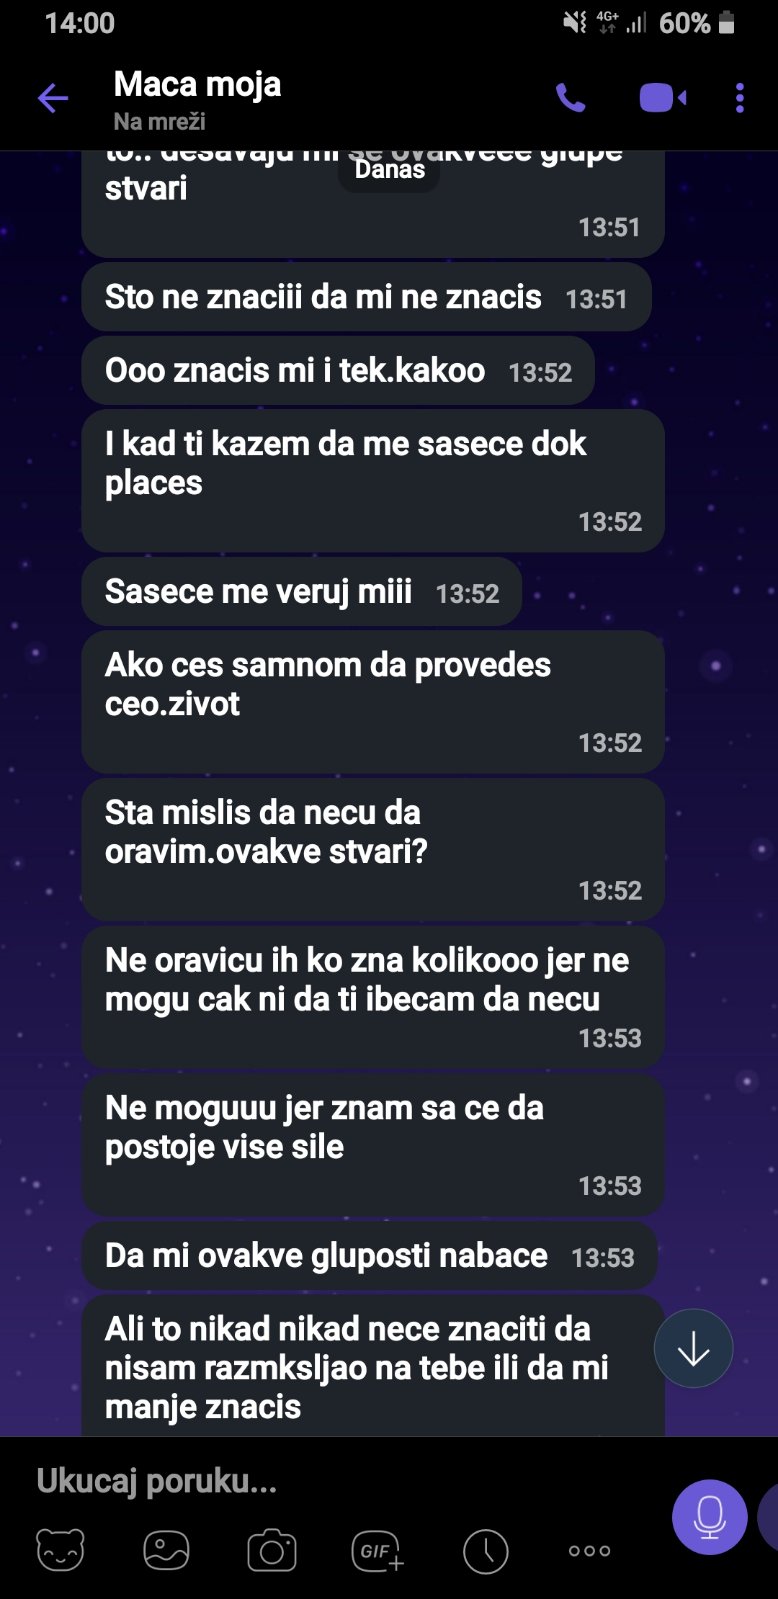 14:00
4G+
60%
Maca moja
Na mreži
to.. desavaju mi se ovakveee glupe
Danas
stvari
13:51
Sto ne znaciii da mi ne znacis 13:51
Ooo znacis mi i tek.kakoo 13:52
I kad ti kazem da me sasece dok
places
13:52
Sasece me veruj miii 13:52
Ako ces samnom da provedes
ceo.zivot
13:52
Sta mislis da necu da
oravim.ovakve stvari?
13:52
Ne oravicu ih ko zna kolikooo jer ne
mogu cak ni da ti ibecam da necu
13:53
Ne moguuu jer znam sa ce da
postoje vise sile
13:53
Da mi ovakve gluposti nabace 13:53
Ali to nikad nikad nece znaciti da
nisam razmksljao na tebe ili da mi
manje znacis
Ukucaj poruku...
GIF